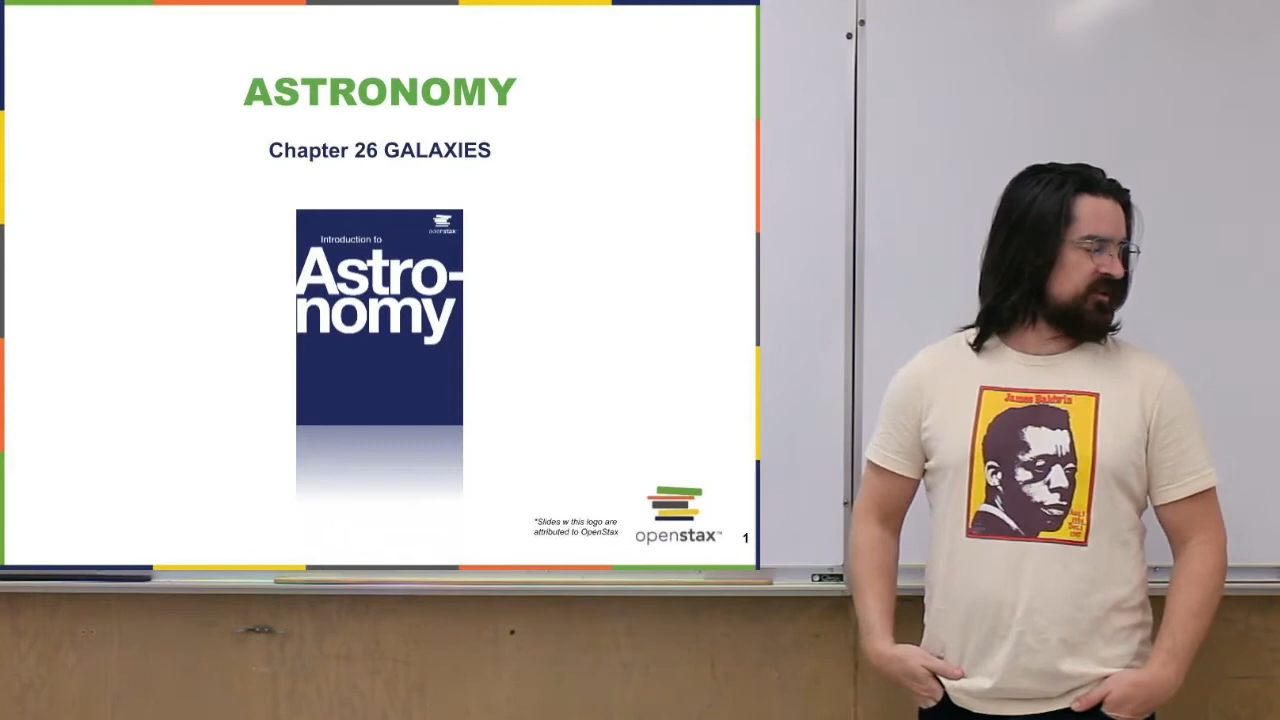 ASTRONOMY
Chapter 26 GALAXIES
openstax
Introduction to
Astro-
nomy
*Slides w this logo are
attributed to OpenStax
openstax™
1
James Baldwin